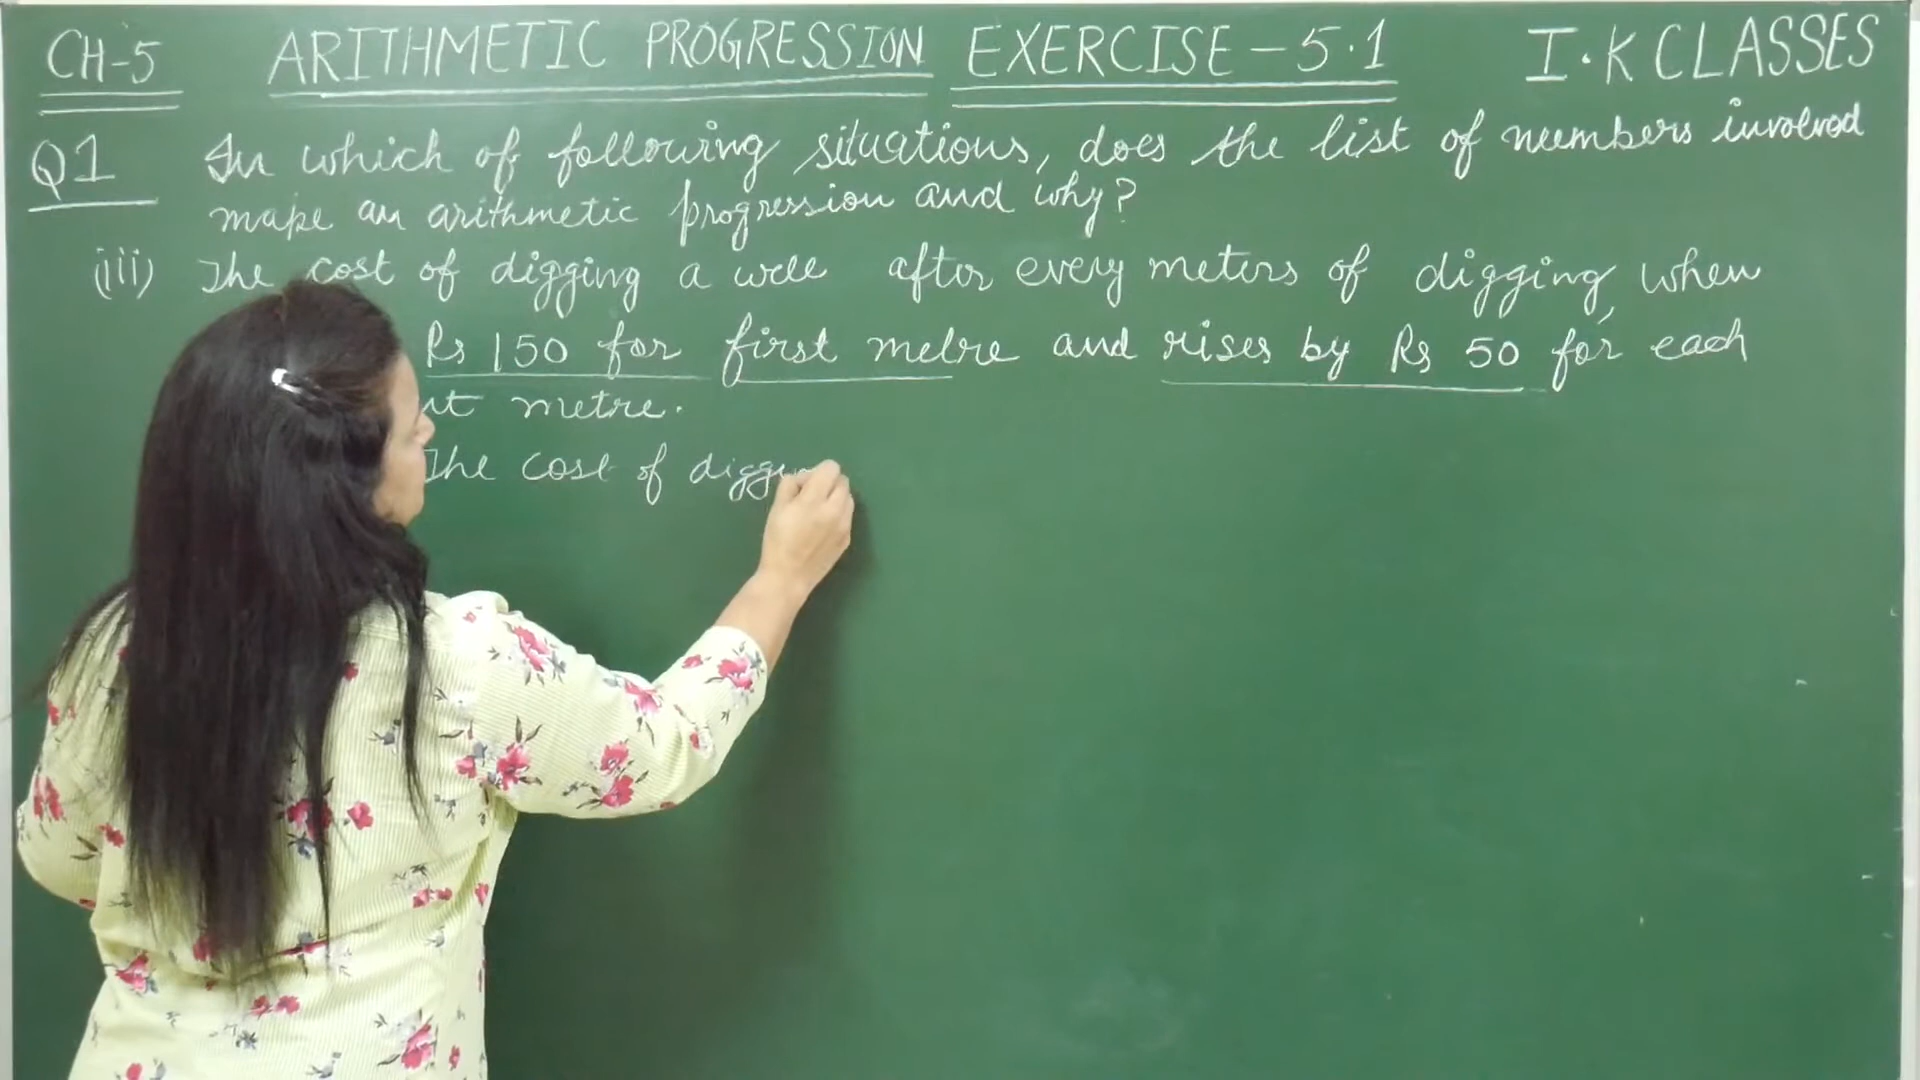 CH-5 ARITHMETIC PROGRESSION EXERCISE-5.1 I.K CLASSES
Q1 In which of following situations, does the list of numbers involved
make an arithmetic progression and why?
(iii) The cost of digging a well after every meters of digging, when
Rs 150 for first metre and rises by Rs 50 for each
metre.
The cost of